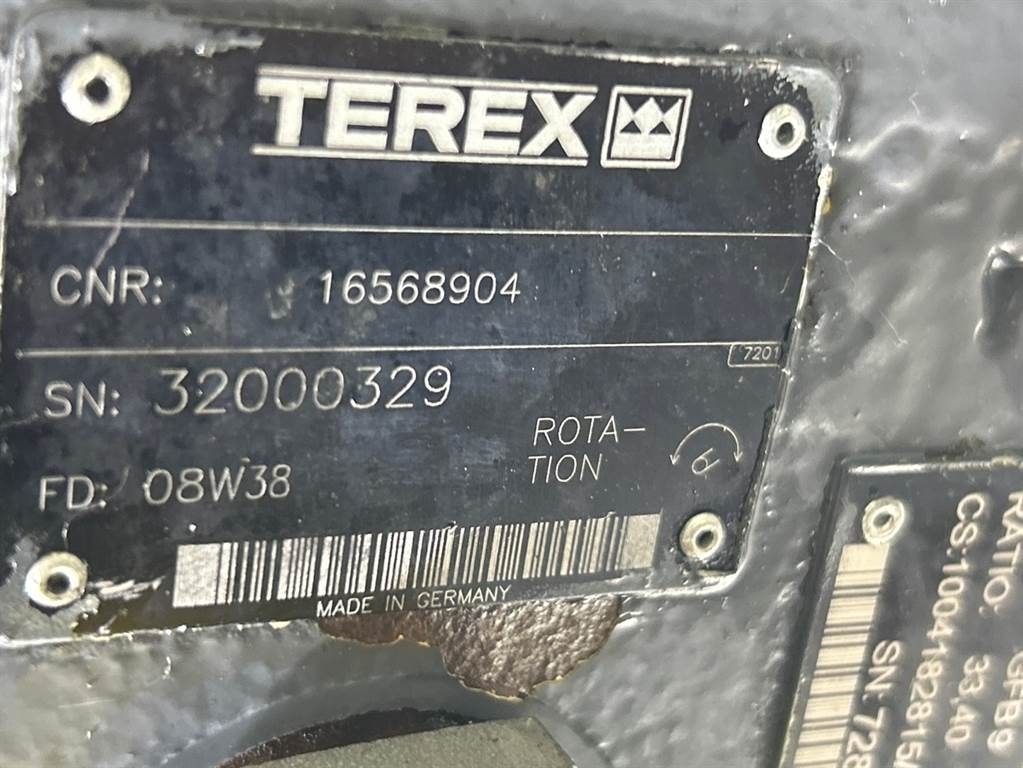 TEREX
CNR: 16568904
7201
SN: 32000329
ROTA-
TION
FD: 08W38
MADE IN GERMANY
RATIO: 33,40
CS:1004182815/
SN:728